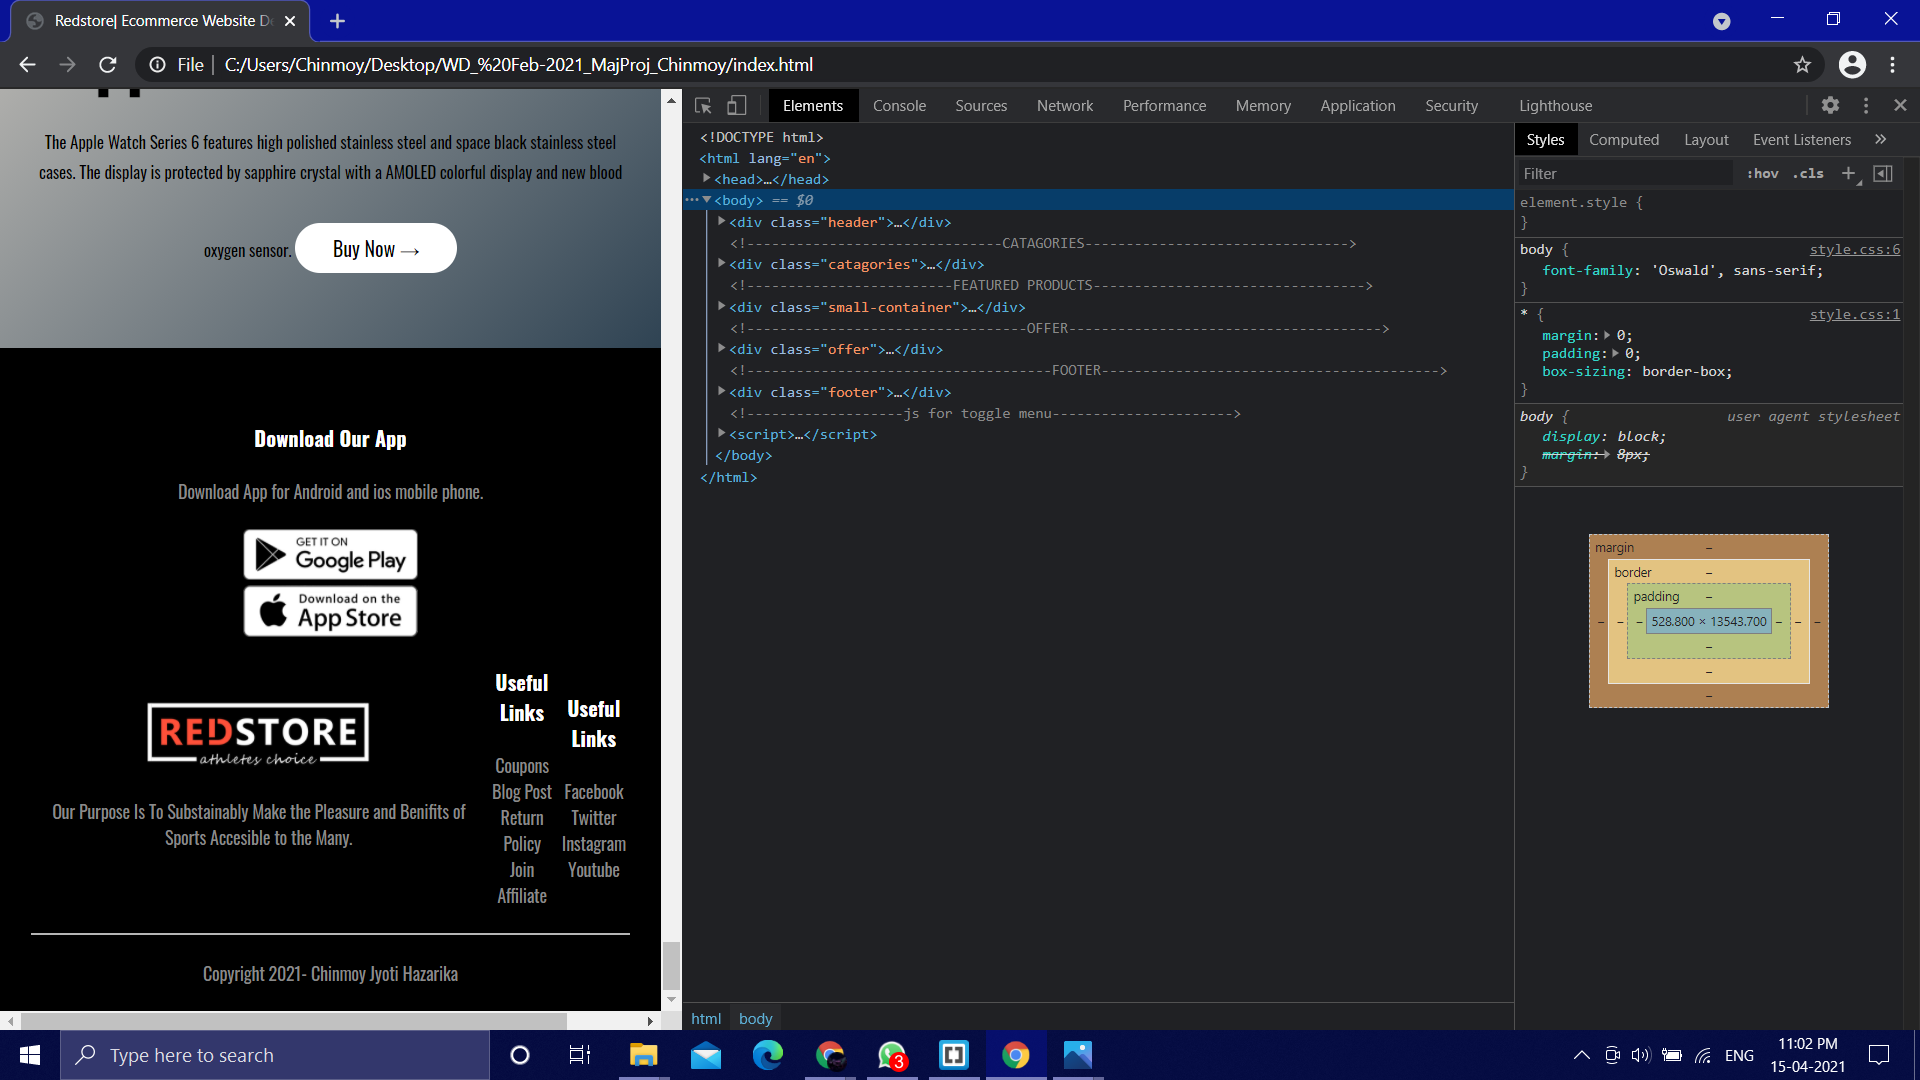 Redstore| Ecommerce Website D
File
C:/Users/Chinmoy/Desktop/WD_%20Feb-2021_MajProj_Chinmoy/index.html
The Apple Watch Series 6 features high polished stainless steel and space black stainless steel
cases. The display is protected by sapphire crystal with a AMOLED colorful display and new blood
oxygen sensor.
Buy Now →
Download Our App
Download App for Android and ios mobile phone.
GET IT ON
Google Play
Download on the
App Store
REDSTORE
athletes choice
Our Purpose Is To Substainably Make the Pleasure and Benifits of
Sports Accesible to the Many.
Useful
Links
Coupons
Blog Post
Return
Policy
Join
Affiliate
Useful
Links
Facebook
Twitter
Instagram
Youtube
Copyright 2021- Chinmoy Jyoti Hazarika
Elements Console Sources Network Performance Memory Application Security Lighthouse
<!DOCTYPE html>
<html lang="en">
<head>…</head>
<body> == $0
<div class="header">…</div>
<!-------------------------------CATAGORIES-------------------------------->
<div class="catagories">…</div>
<!-------------------------FEATURED PRODUCTS--------------------------------->
<div class="small-container">…</div>
<!----------------------------------OFFER-------------------------------------->
<div class="offer">…</div>
<!-------------------------------------FOOTER----------------------------------------->
<div class="footer">…</div>
<!-------------------js for toggle menu---------------------->
<script>…</script>
</body>
</html>
html body
Styles Computed Layout Event Listeners »
Filter
:hov .cls +
element.style {
}
body {
style.css:6
font-family: 'Oswald', sans-serif;
}
* {
style.css:1
margin: 0;
padding: 0;
box-sizing: border-box;
}
body {
user agent stylesheet
display: block;
margin: 8px;
}
margin –
border –
padding –
– – – 528.800 × 13543.700 – – –
–
–
–
Type here to search
3
ENG
11:02 PM
15-04-2021